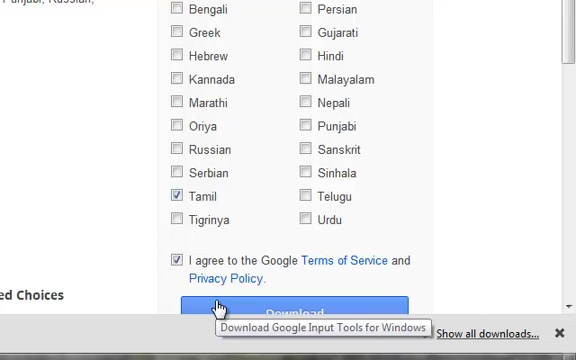 Punjabi, Russian,
Bengali Persian
Greek Gujarati
Hebrew Hindi
Kannada Malayalam
Marathi Nepali
Oriya Punjabi
Russian Sanskrit
Serbian Sinhala
Tamil Telugu
Tigrinya Urdu
I agree to the Google Terms of Service and
Privacy Policy.
ed Choices
Download
Download Google Input Tools for Windows
Show all downloads...